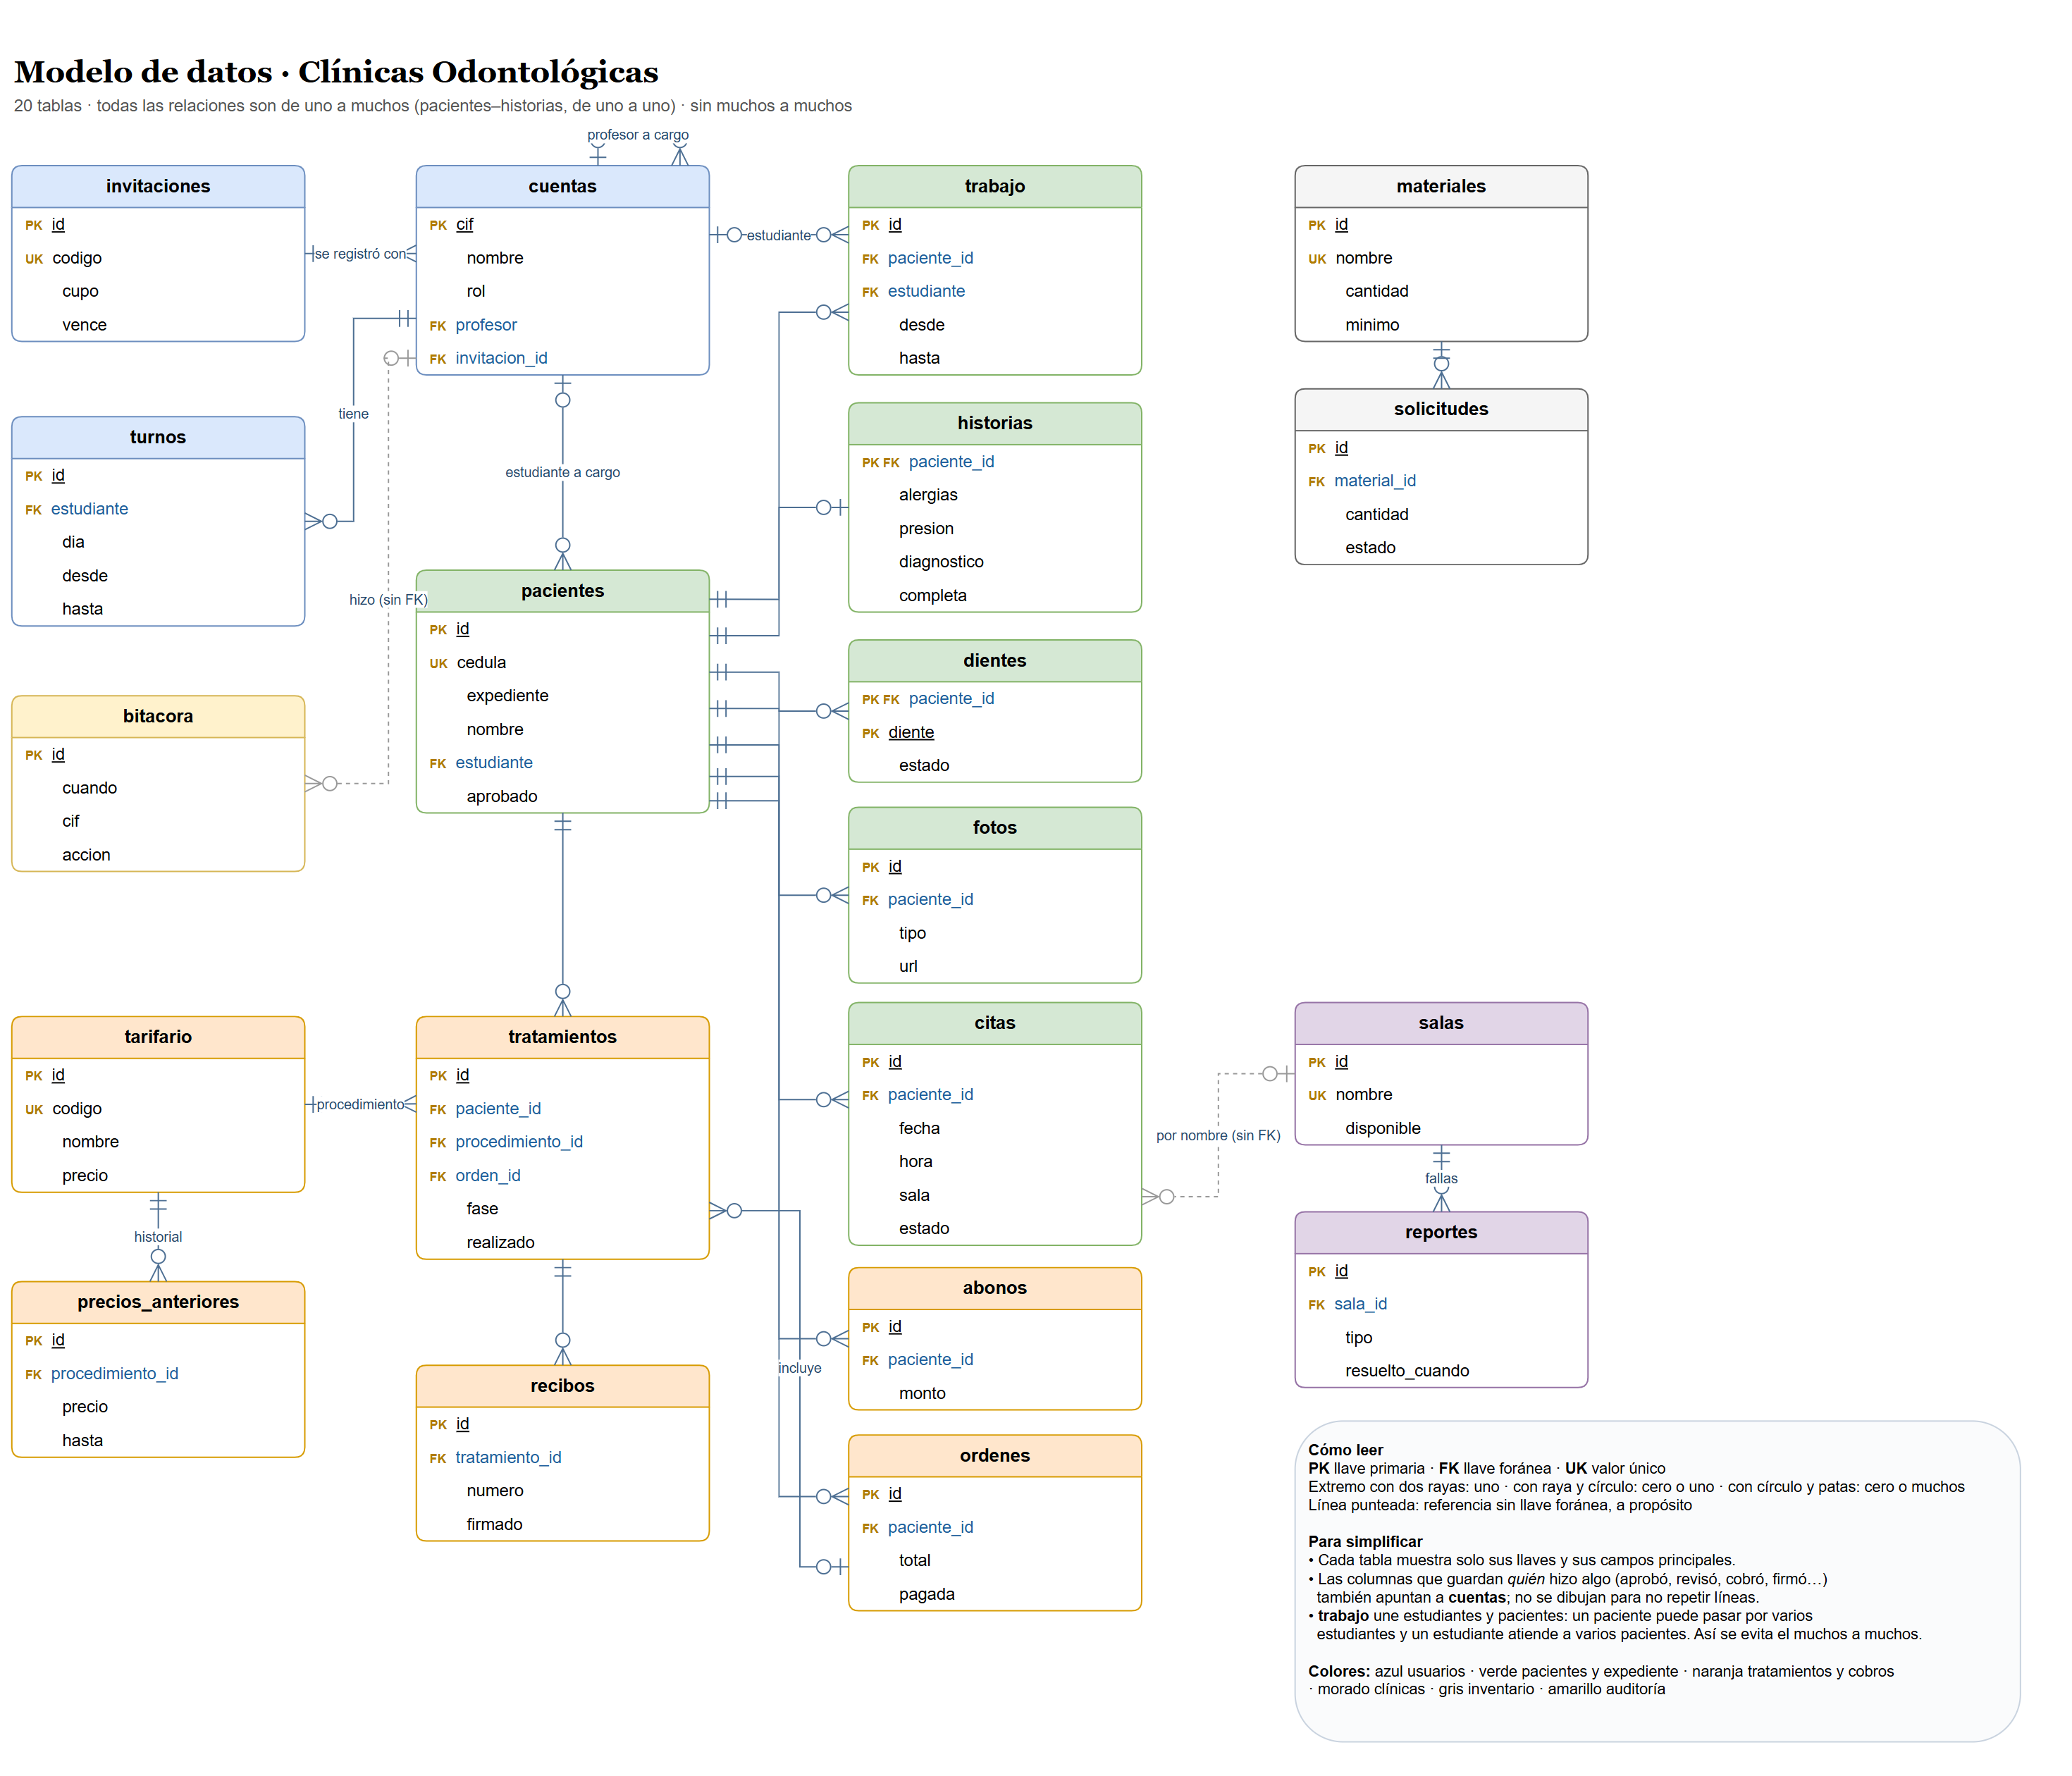 Modelo de datos · Clínicas Odontológicas
20 tablas · todas las relaciones son de uno a muchos (pacientes–historias, de uno a uno) · sin muchos a muchos
profesor a cargo
invitaciones
PK id
UK codigo
cupo
vence
se registró con
cuentas
PK cif
nombre
rol
FK profesor
FK invitacion_id
estudiante
trabajo
PK id
FK paciente_id
FK estudiante
desde
hasta
materiales
PK id
UK nombre
cantidad
minimo
tiene
turnos
PK id
FK estudiante
dia
desde
hasta
estudiante a cargo
hizo (sin FK)
historias
PK FK paciente_id
alergias
presion
diagnostico
completa
solicitudes
PK id
FK material_id
cantidad
estado
pacientes
PK id
UK cedula
expediente
nombre
FK estudiante
aprobado
dientes
PK FK paciente_id
PK diente
estado
bitacora
PK id
cuando
cif
accion
fotos
PK id
FK paciente_id
tipo
url
tarifario
PK id
UK codigo
nombre
precio
procedimiento
tratamientos
PK id
FK paciente_id
FK procedimiento_id
FK orden_id
fase
realizado
citas
PK id
FK paciente_id
fecha
hora
sala
estado
por nombre (sin FK)
salas
PK id
UK nombre
disponible
fallas
historial
precios_anteriores
PK id
FK procedimiento_id
precio
hasta
recibos
PK id
FK tratamiento_id
numero
firmado
incluye
abonos
PK id
FK paciente_id
monto
reportes
PK id
FK sala_id
tipo
resuelto_cuando
ordenes
PK id
FK paciente_id
total
pagada
Cómo leer
PK llave primaria · FK llave foránea · UK valor único
Extremo con dos rayas: uno · con raya y círculo: cero o uno · con círculo y patas: cero o muchos
Línea punteada: referencia sin llave foránea, a propósito
Para simplificar
• Cada tabla muestra solo sus llaves y sus campos principales.
• Las columnas que guardan quién hizo algo (aprobó, revisó, cobró, firmó…)
también apuntan a cuentas; no se dibujan para no repetir líneas.
• trabajo une estudiantes y pacientes: un paciente puede pasar por varios
estudiantes y un estudiante atiende a varios pacientes. Así se evita el muchos a muchos.
Colores: azul usuarios · verde pacientes y expediente · naranja tratamientos y cobros
· morado clínicas · gris inventario · amarillo auditoría